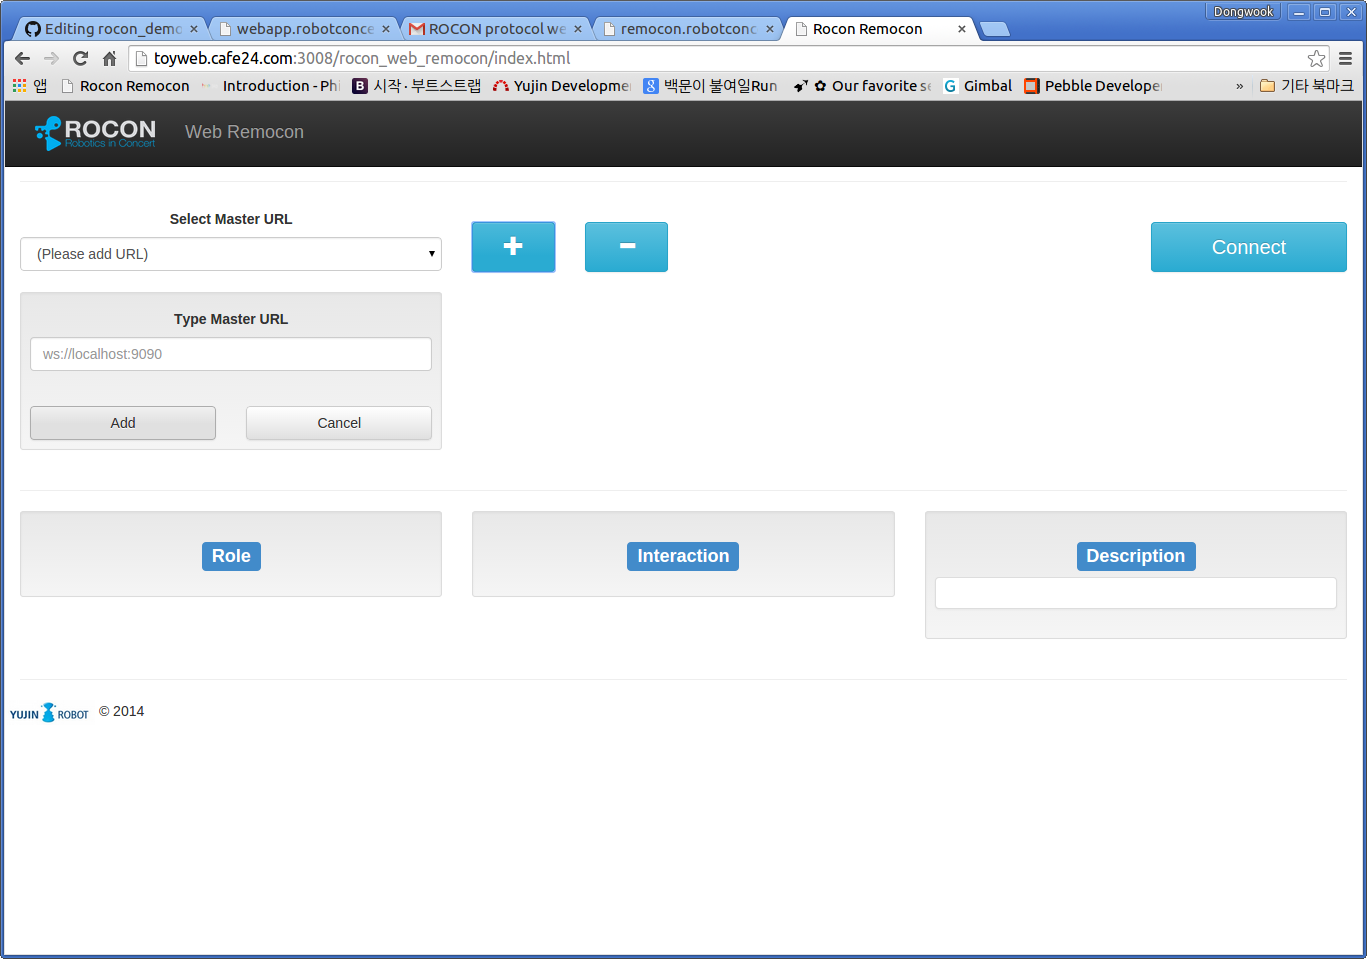 Dongwook
Editing rocon_demo
webapp.robotconce
ROCON protocol we
remocon.robotconc
Rocon Remocon
toyweb.cafe24.com:3008/rocon_web_remocon/index.html
앱
Rocon Remocon
Introduction - Phi
B 시작 · 부트스트랩
Yujin Developme
8 백문이 불여일Run
Our favorite se
G Gimbal
Pebble Develope
»
기타 북마크
ROCON
Robotics in Concert
Web Remocon
Select Master URL
(Please add URL)
Connect
Type Master URL
ws://localhost:9090
Add
Cancel
Role
Interaction
Description
YUJIN ROBOT © 2014